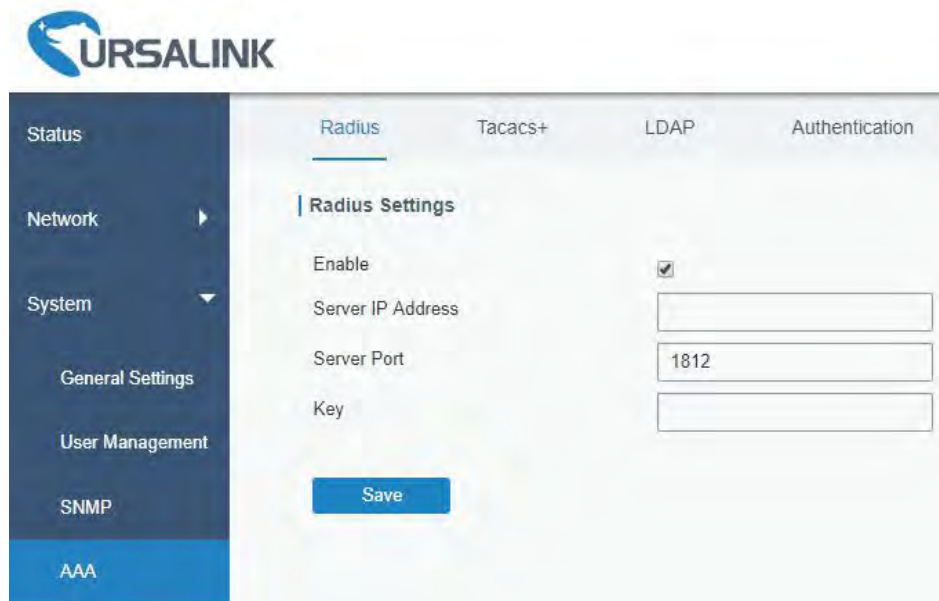 URSALINK
Status
Network
System
General Settings
User Management
SNMP
AAA
Radius Tacacs+ LDAP Authentication
Radius Settings
Enable
Server IP Address
Server Port 1812
Key
Save